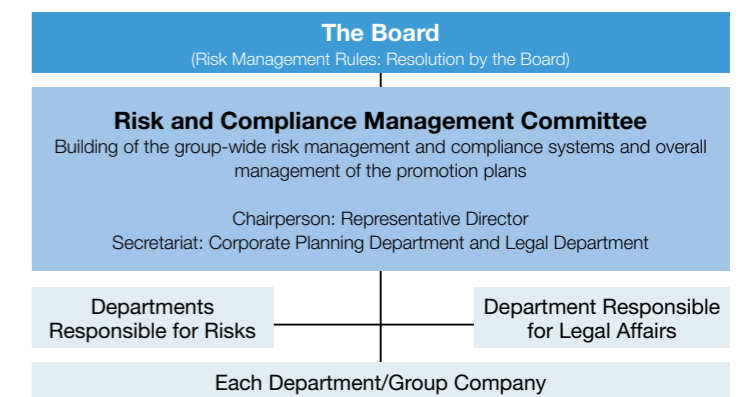 The Board
(Risk Management Rules: Resolution by the Board)
Risk and Compliance Management Committee
Building of the group-wide risk management and compliance systems and overall
management of the promotion plans
Chairperson: Representative Director
Secretariat: Corporate Planning Department and Legal Department
Departments
Responsible for Risks
Department Responsible
for Legal Affairs
Each Department/Group Company